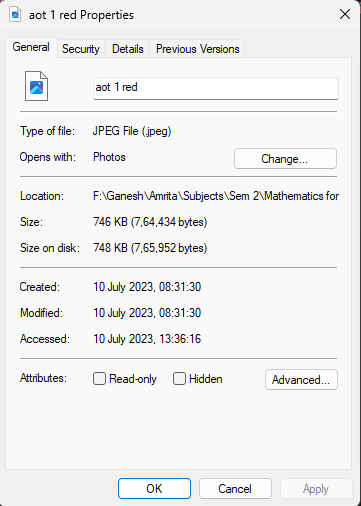 aot 1 red Properties
General Security Details Previous Versions
aot 1 red
Type of file: JPEG File (.jpeg)
Opens with: Photos Change...
Location: F:\Ganesh\Amrita\Subjects\Sem 2\Mathematics for
Size: 746 KB (7,64,434 bytes)
Size on disk: 748 KB (7,65,952 bytes)
Created: 10 July 2023, 08:31:30
Modified: 10 July 2023, 08:31:30
Accessed: 10 July 2023, 13:36:16
Attributes: Read-only Hidden Advanced...
OK Cancel Apply